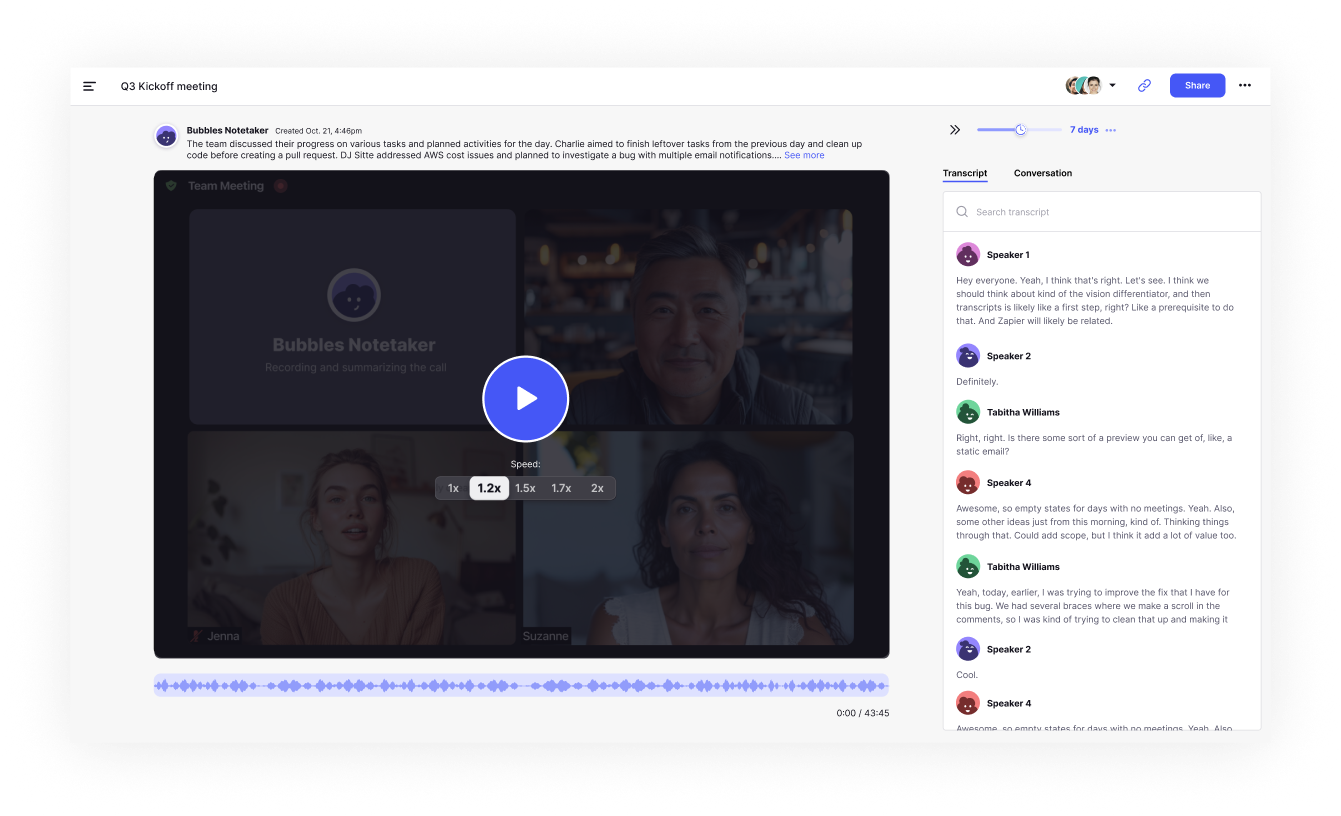 Q3 Kickoff meeting
Share
Bubbles Notetaker Created Oct. 21, 4:46pm
The team discussed their progress on various tasks and planned activities for the day. Charlie aimed to finish leftover tasks from the previous day and clean up
code before creating a pull request. DJ Sitte addressed AWS cost issues and planned to investigate a bug with multiple email notifications.... See more
Team Meeting
Bubbles Notetaker
Recording and summarizing the call
Speed:
1x 1.2x 1.5x 1.7x 2x
Jenna
Suzanne
0:00 / 43:45
7 days
Transcript Conversation
Search transcript
Speaker 1
Hey everyone. Yeah, I think that's right. Let's see. I think we
should think about kind of the vision differentiator, and then
transcripts is likely like a first step, right? Like a prerequisite to do
that. And Zapier will likely be related.
Speaker 2
Definitely.
Tabitha Williams
Right, right. Is there some sort of a preview you can get of, like, a
static email?
Speaker 4
Awesome, so empty states for days with no meetings. Yeah. Also,
some other ideas just from this morning, kind of. Thinking things
through that. Could add scope, but I think it add a lot of value too.
Tabitha Williams
Yeah, today, earlier, I was trying to improve the fix that I have for
this bug. We had several braces where we make a scroll in the
comments, so I was kind of trying to clean that up and making it
Speaker 2
Cool.
Speaker 4
Awesome, so empty states for days with no meetings. Yeah. Also